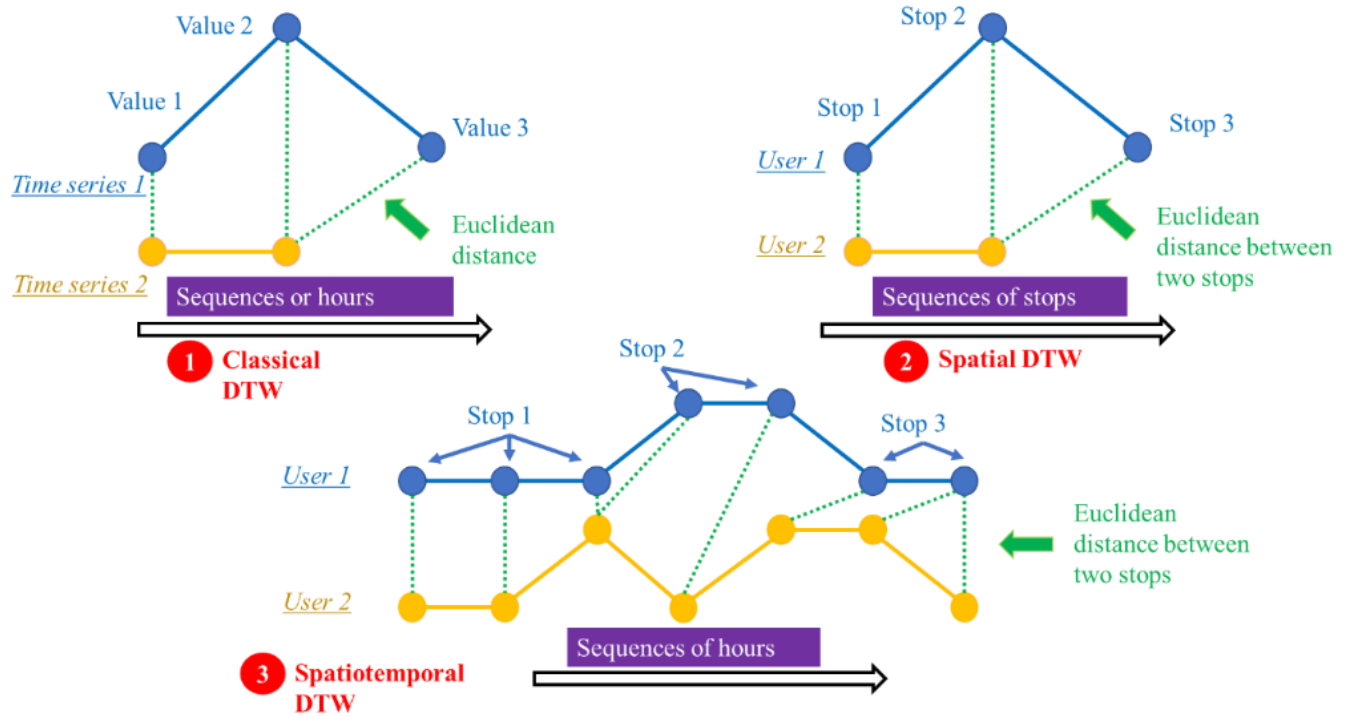 Value 2
Value 1
Value 3
Time series 1
Euclidean
distance
Time series 2
Sequences or hours
1
Classical
DTW
Stop 2
Stop 1
Stop 3
User 1
Euclidean
distance between
two stops
User 2
Sequences of stops
2
Spatial DTW
Stop 2
Stop 1
Stop 3
User 1
Euclidean
distance between
two stops
User 2
Sequences of hours
3
Spatiotemporal
DTW